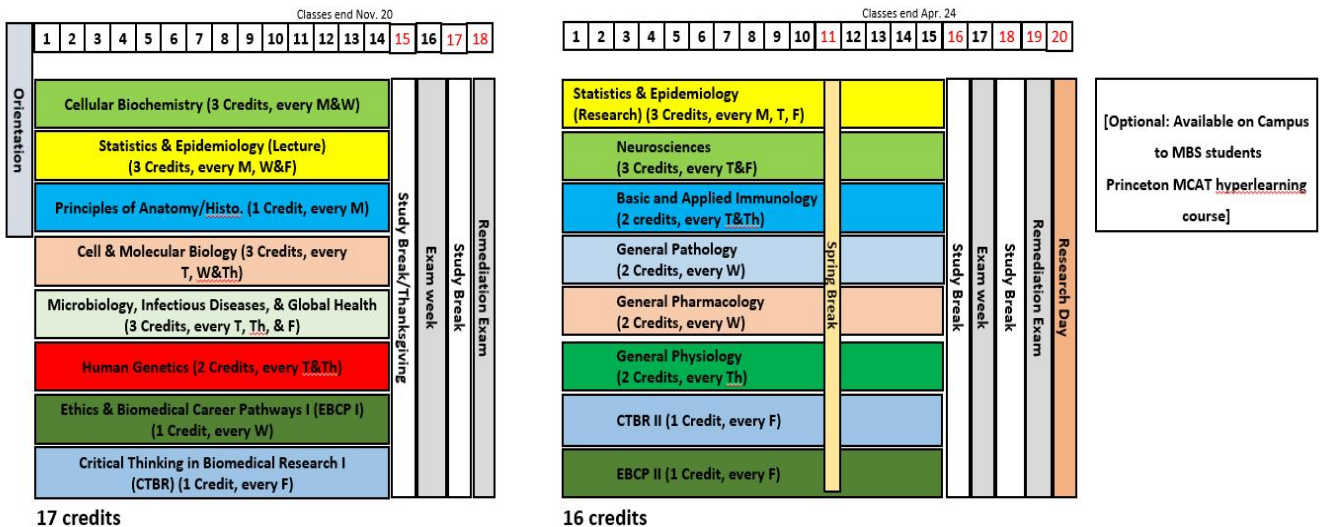 Classes end Nov. 20
1 2 3 4 5 6 7 8 9 10 11 12 13 14 15 16 17 18
Orientation
Cellular Biochemistry (3 Credits, every M&W)
Statistics & Epidemiology (Lecture)
(3 Credits, every M, W&F)
Principles of Anatomy/Histo. (1 Credit, every M)
Cell & Molecular Biology (3 Credits, every
T, W&Th)
Microbiology, Infectious Diseases, & Global Health
(3 Credits, every T, Th, & F)
Human Genetics (2 Credits, every T&Th)
Ethics & Biomedical Career Pathways I (EBCP I)
(1 Credit, every W)
Critical Thinking in Biomedical Research I
(CTBR) (1 Credit, every F)
Study Break/Thanksgiving
Exam week
Study Break
Remediation Exam
17 credits
Classes end Apr. 24
1 2 3 4 5 6 7 8 9 10 11 12 13 14 15 16 17 18 19 20
Statistics & Epidemiology
(Research) (3 Credits, every M, T, F)
Neurosciences
(3 Credits, every T&F)
Basic and Applied Immunology
(2 credits, every T&Th)
General Pathology
(2 Credits, every W)
General Pharmacology
(2 Credits, every W)
General Physiology
(2 Credits, every Th)
CTBR II (1 Credit, every F)
EBCP II (1 Credit, every F)
Spring Break
Study Break
Exam week
Study Break
Remediation Exam
Research Day
16 credits
[Optional: Available on Campus
to MBS students
Princeton MCAT hyperlearning
course]